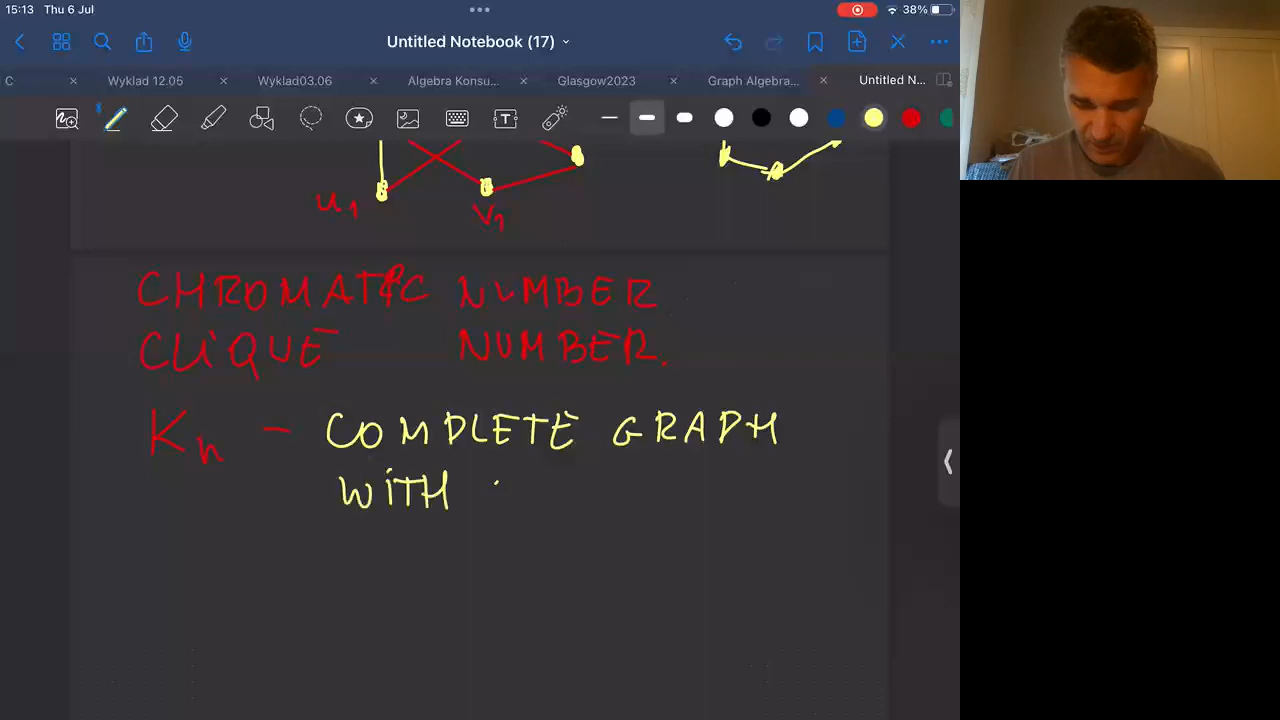 15:13 Thu 6 Jul 38%
Untitled Notebook (17)
C Wyklad 12.05 Wyklad03.06 Algebra Konsu... Glasgow2023 Graph Algebra... Untitled N...
u1
v1
CHROMATIC NUMBER
CLIQUE NUMBER.
Kn - COMPLETE GRAPH
WITH